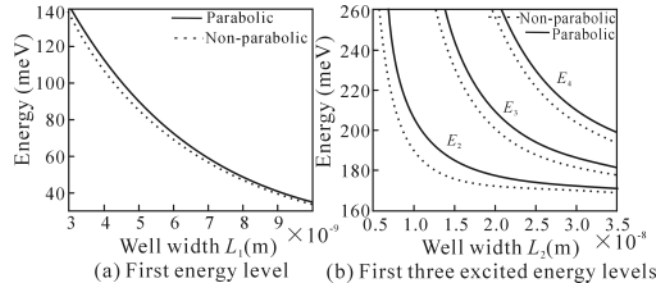 140
120
100
80
60
40
Energy (meV)
Parabolic
Non-parabolic
3 4 5 6 7 8 9
×10⁻⁹
Well width L₁(m)
(a) First energy level
260
240
220
200
180
160
Energy (meV)
Non-parabolic
Parabolic
E₄
E₃
E₂
0.5 1.0 1.5 2.0 2.5 3.0 3.5
×10⁻⁸
Well width L₂(m)
(b) First three excited energy levels